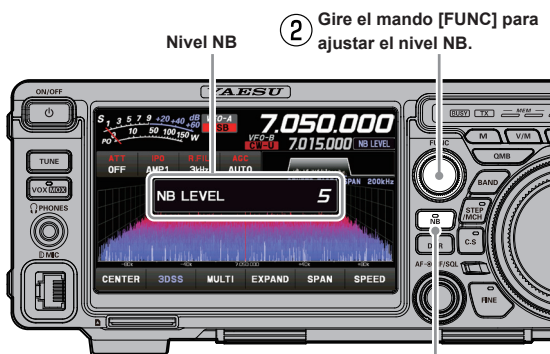 Nivel NB
2 Gire el mando [FUNC] para
ajustar el nivel NB.
ON/OFF
YAESU
BUSY TX MEM
S 1 3 5 7 9 +20 +40 +60 dB
PO 0 10 50 100 150 W
VFO-A
7.050.000
VFO-B
CW-U 7.015.000 NB LEVEL
FUNC
M V/M
QMB
TUNE
ATT IPO R.FIL AGC
OFF AMP1 3kHz AUTO
SPAN 200kHz
BAND
VOX MOX
NB LEVEL 5
PHONES
NB
STEP
/MCH
C.S
MIC
AF
/SQL
CENTER 3DSS MULTI EXPAND SPAN SPEED
FINE